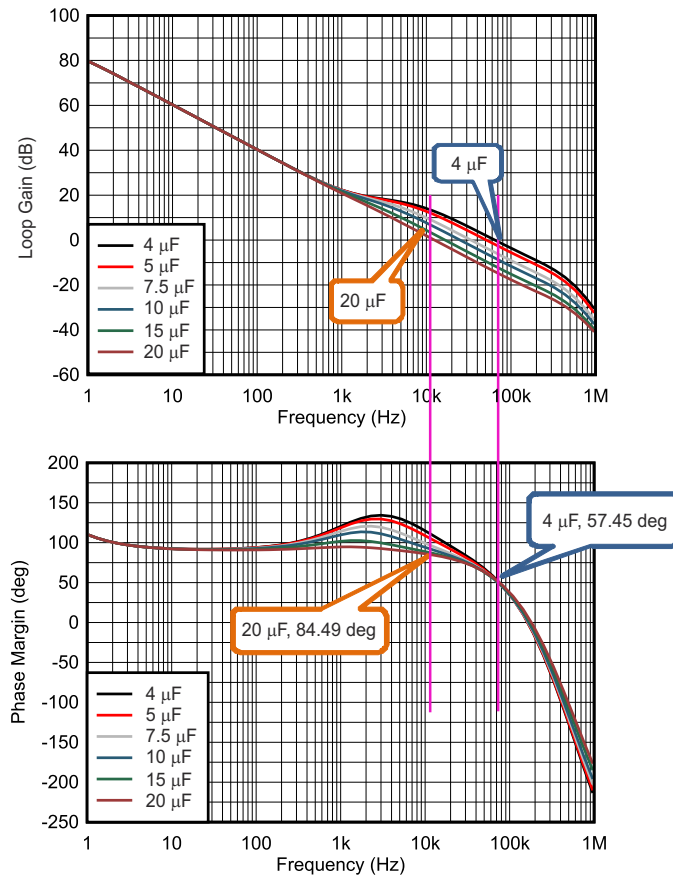 100
80
60
40
20
0
-20
-40
-60
Loop Gain (dB)
4 μF
20 μF
4 μF
5 μF
7.5 μF
10 μF
15 μF
20 μF
1 10 100 1k 10k 100k 1M
Frequency (Hz)
200
150
100
50
0
-50
-100
-150
-200
-250
Phase Margin (deg)
4 μF, 57.45 deg
20 μF, 84.49 deg
4 μF
5 μF
7.5 μF
10 μF
15 μF
20 μF
1 10 100 1k 10k 100k 1M
Frequency (Hz)